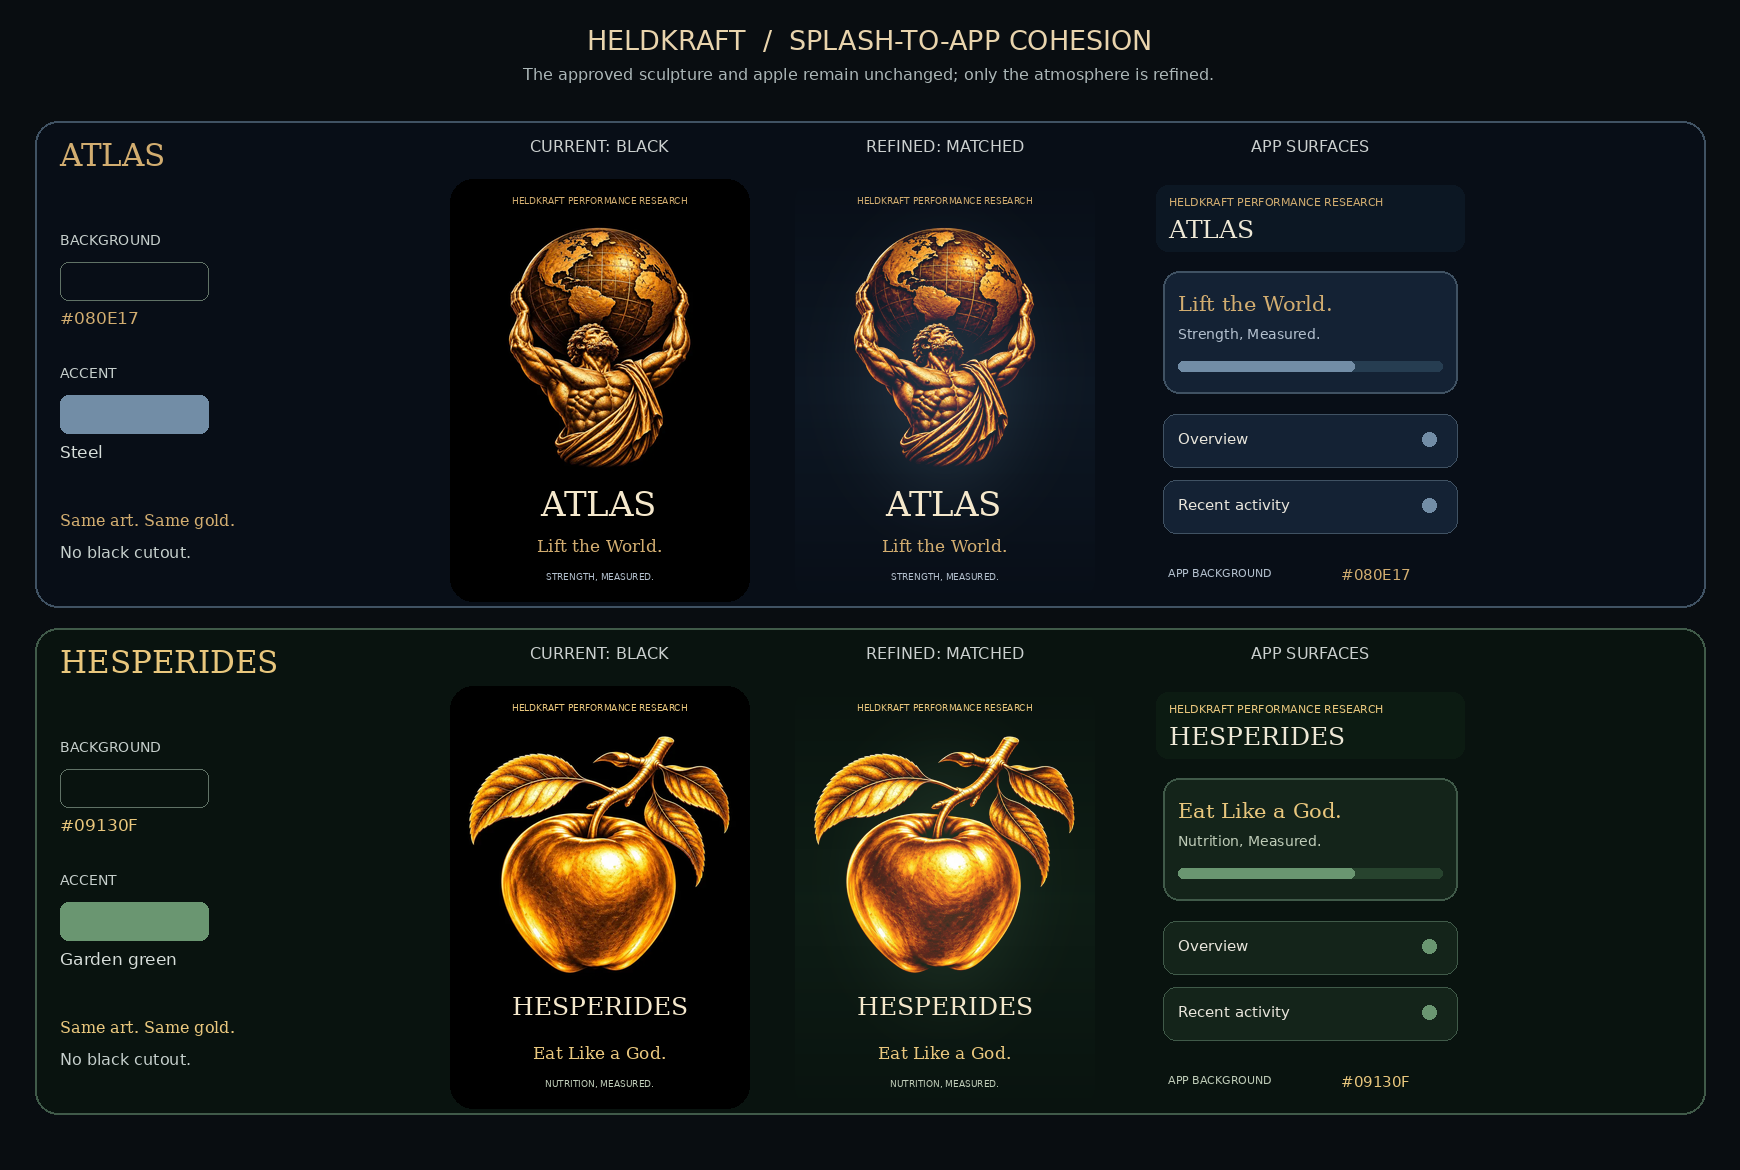 HELDKRAFT / SPLASH-TO-APP COHESION
The approved sculpture and apple remain unchanged; only the atmosphere is refined.
ATLAS
BACKGROUND
#080E17
ACCENT
Steel
Same art. Same gold.
No black cutout.
CURRENT: BLACK
HELDKRAFT PERFORMANCE RESEARCH
ATLAS
Lift the World.
STRENGTH, MEASURED.
REFINED: MATCHED
HELDKRAFT PERFORMANCE RESEARCH
ATLAS
Lift the World.
STRENGTH, MEASURED.
APP SURFACES
HELDKRAFT PERFORMANCE RESEARCH
ATLAS
Lift the World.
Strength, Measured.
Overview
Recent activity
APP BACKGROUND #080E17
HESPERIDES
BACKGROUND
#09130F
ACCENT
Garden green
Same art. Same gold.
No black cutout.
CURRENT: BLACK
HELDKRAFT PERFORMANCE RESEARCH
HESPERIDES
Eat Like a God.
NUTRITION, MEASURED.
REFINED: MATCHED
HELDKRAFT PERFORMANCE RESEARCH
HESPERIDES
Eat Like a God.
NUTRITION, MEASURED.
APP SURFACES
HELDKRAFT PERFORMANCE RESEARCH
HESPERIDES
Eat Like a God.
Nutrition, Measured.
Overview
Recent activity
APP BACKGROUND #09130F